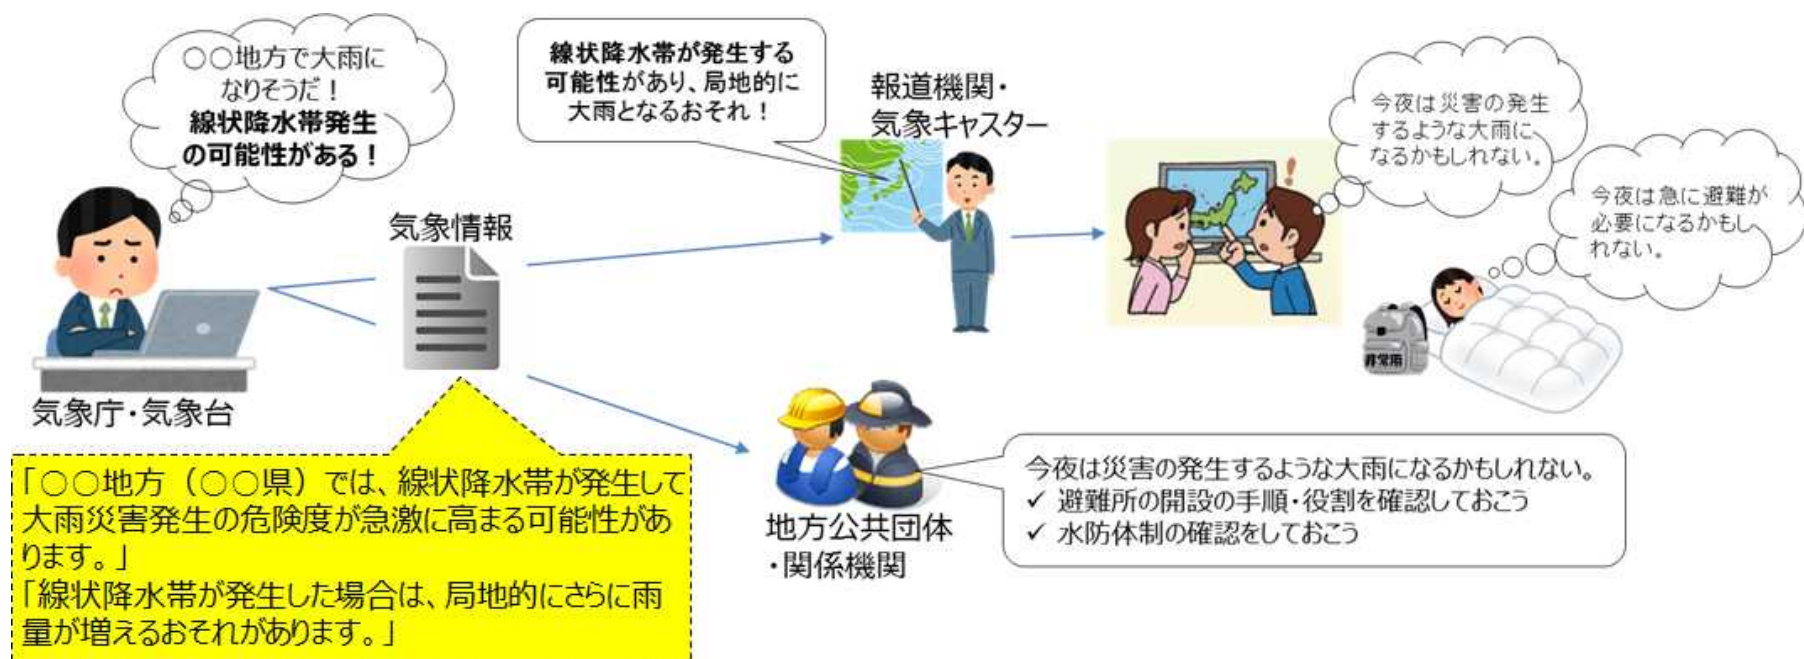 ○○地方で大雨に
なりそうだ！
線状降水帯発生
の可能性がある！
気象庁・気象台
気象情報
「○○地方（○○県）では、線状降水帯が発生して
大雨災害発生の危険度が急激に高まる可能性があ
ります。」
「線状降水帯が発生した場合は、局地的にさらに雨
量が増えるおそれがあります。」
線状降水帯が発生する
可能性があり、局地的に
大雨となるおそれ！
報道機関・
気象キャスター
今夜は災害の発生
するような大雨に
なるかもしれない。
今夜は急に避難が
必要になるかもし
れない。
非常用
地方公共団体
・関係機関
今夜は災害の発生するような大雨になるかもしれない。
✓ 避難所の開設の手順・役割を確認しておこう
✓ 水防体制の確認をしておこう